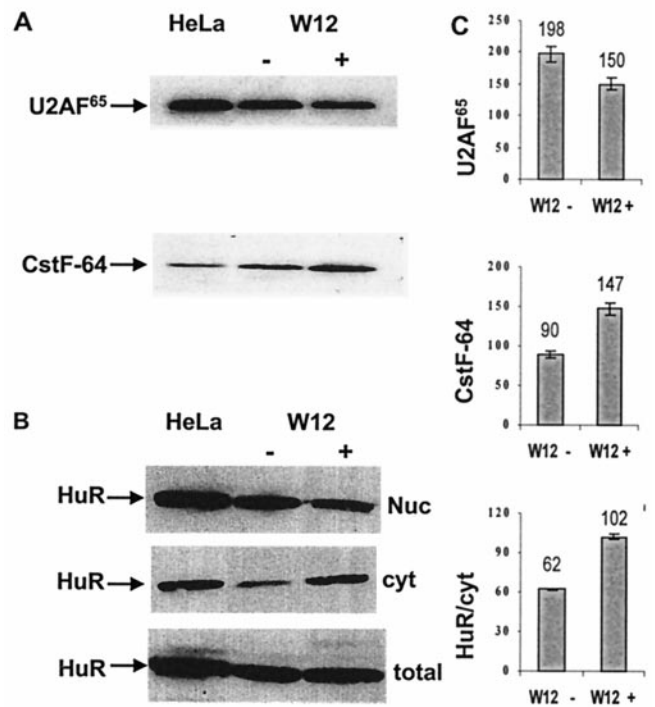 A
HeLa W12
- +
U2AF⁶⁵
CstF-64
B
HeLa W12
- +
HuR Nuc
HuR cyt
HuR total
C
U2AF⁶⁵
250
200
150
100
50
0
198
150
W12 - W12 +
CstF-64
200
150
100
50
0
90
147
W12 - W12 +
HuR/cyt
120
90
60
30
0
62
102
W12 - W12 +